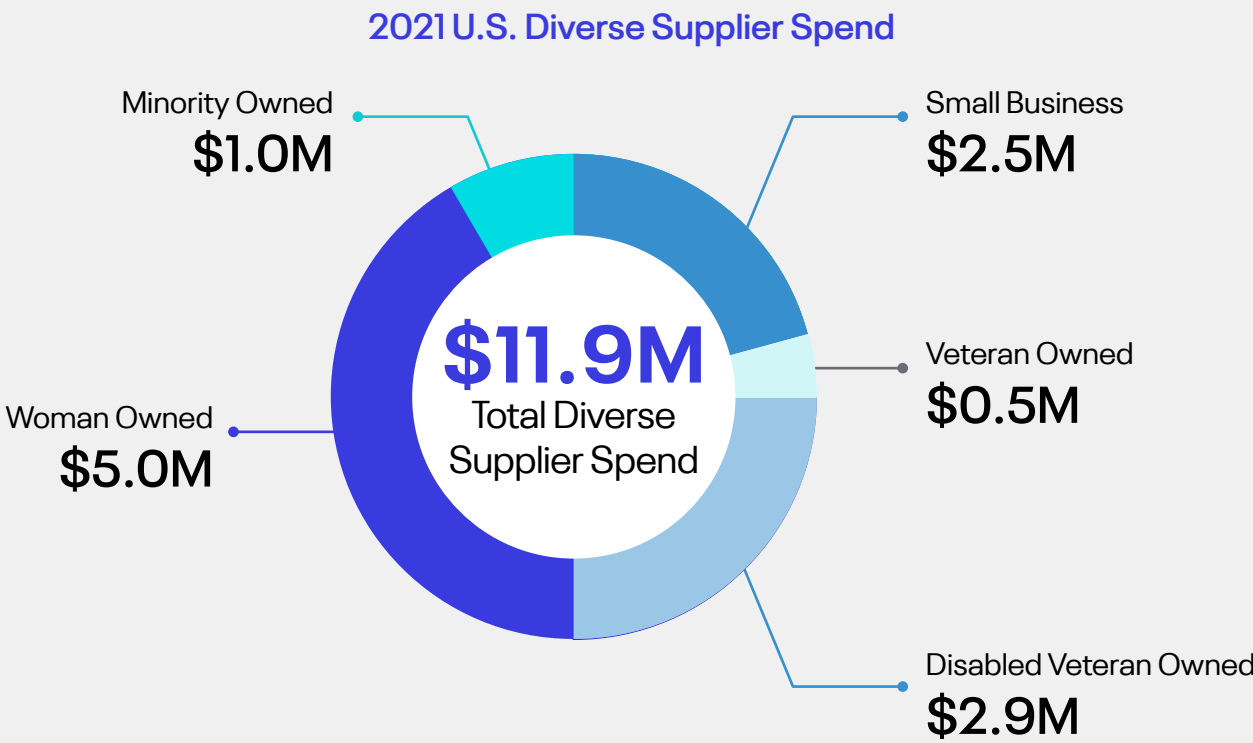 2021 U.S. Diverse Supplier Spend
Minority Owned
$1.0M
Small Business
$2.5M
$11.9M
Total Diverse
Supplier Spend
Veteran Owned
$0.5M
Woman Owned
$5.0M
Disabled Veteran Owned
$2.9M